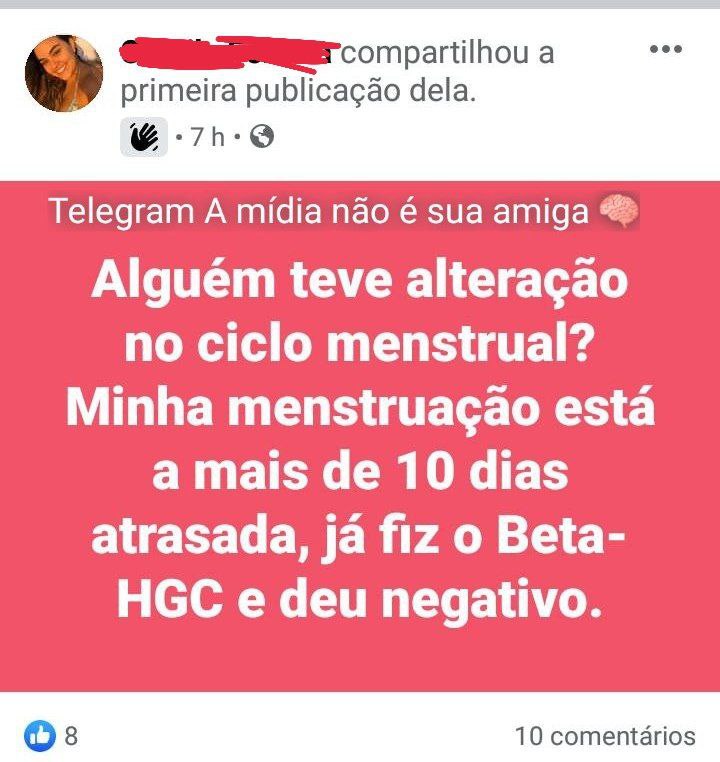 compartilhou a
primeira publicação dela.
• 7 h •
Telegram A mídia não é sua amiga
Alguém teve alteração
no ciclo menstrual?
Minha menstruação está
a mais de 10 dias
atrasada, já fiz o Beta-
HGC e deu negativo.
8
10 comentários